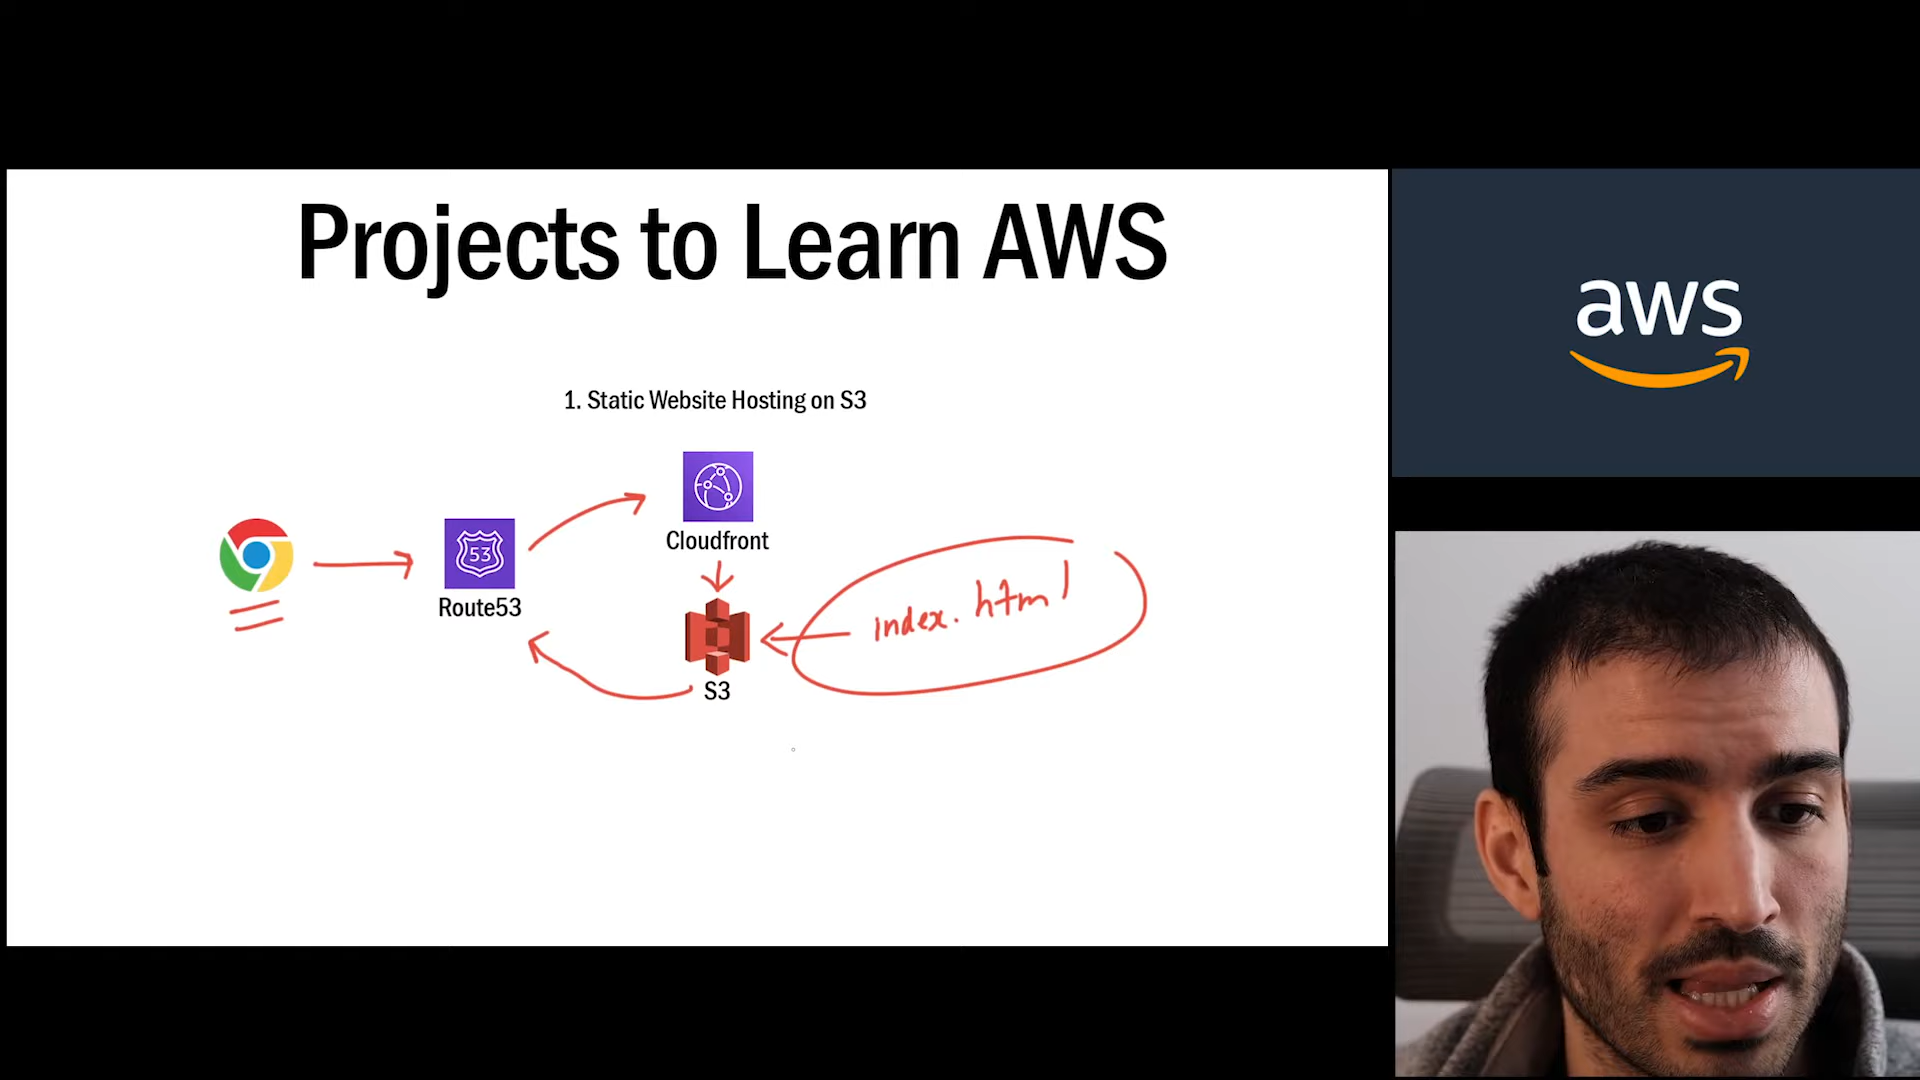 Projects to Learn AWS
1. Static Website Hosting on S3
Cloudfront
53
Route53
index.html
S3
aws